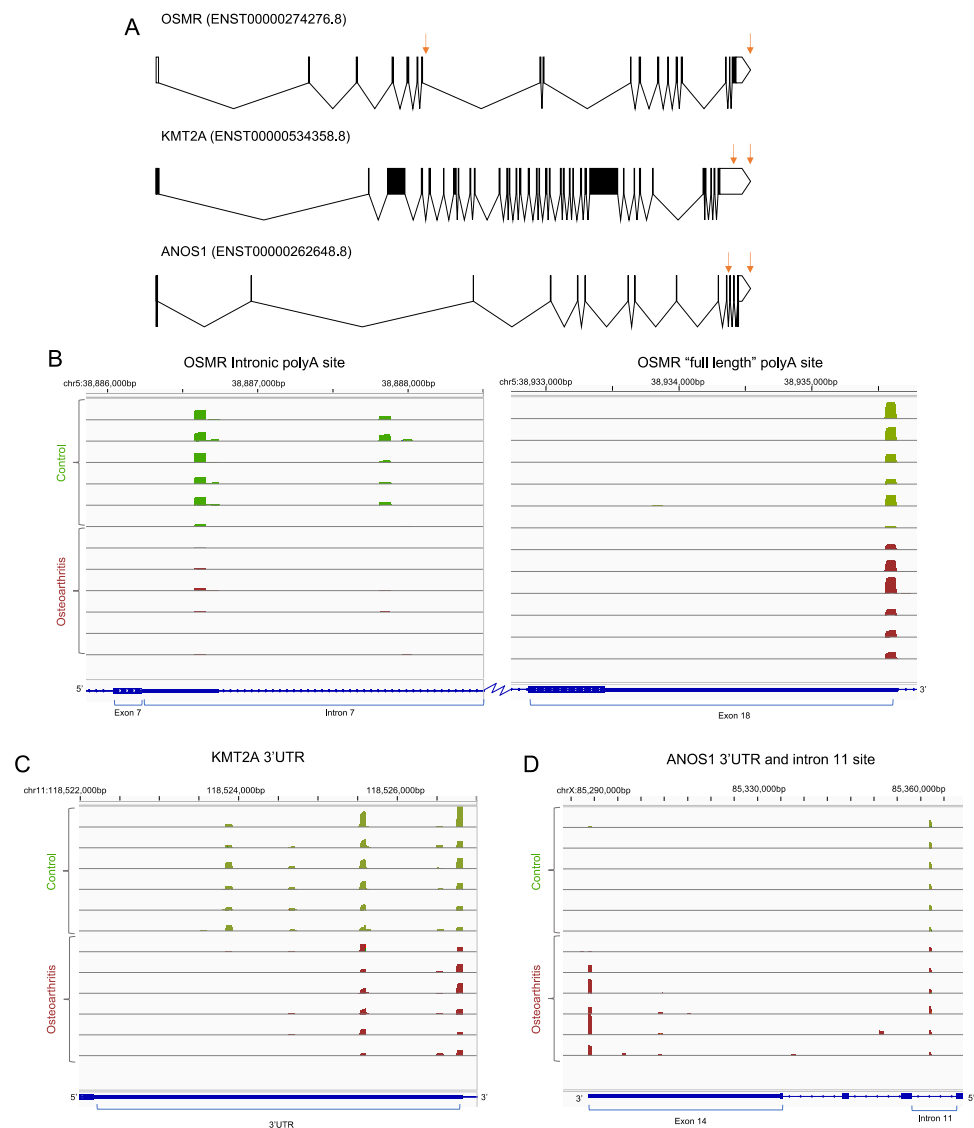 A
OSMR (ENST00000274276.8)
KMT2A (ENST00000534358.8)
ANOS1 (ENST00000262648.8)
B
OSMR Intronic polyA site
OSMR “full length” polyA site
chr5:38,886,000bp
38,887,000bp
38,888,000bp
chr5:38,933,000bp
38,934,000bp
38,935,000bp
Control
Osteoarthritis
5'
3'
Exon 7
Intron 7
Exon 18
C
KMT2A 3’UTR
chr11:118,522,000bp
118,524,000bp
118,526,000bp
Control
Osteoarthritis
5'
3'
3'UTR
D
ANOS1 3’UTR and intron 11 site
chrX:85,290,000bp
85,330,000bp
85,360,000bp
Control
Osteoarthritis
3'
5'
Exon 14
Intron 11